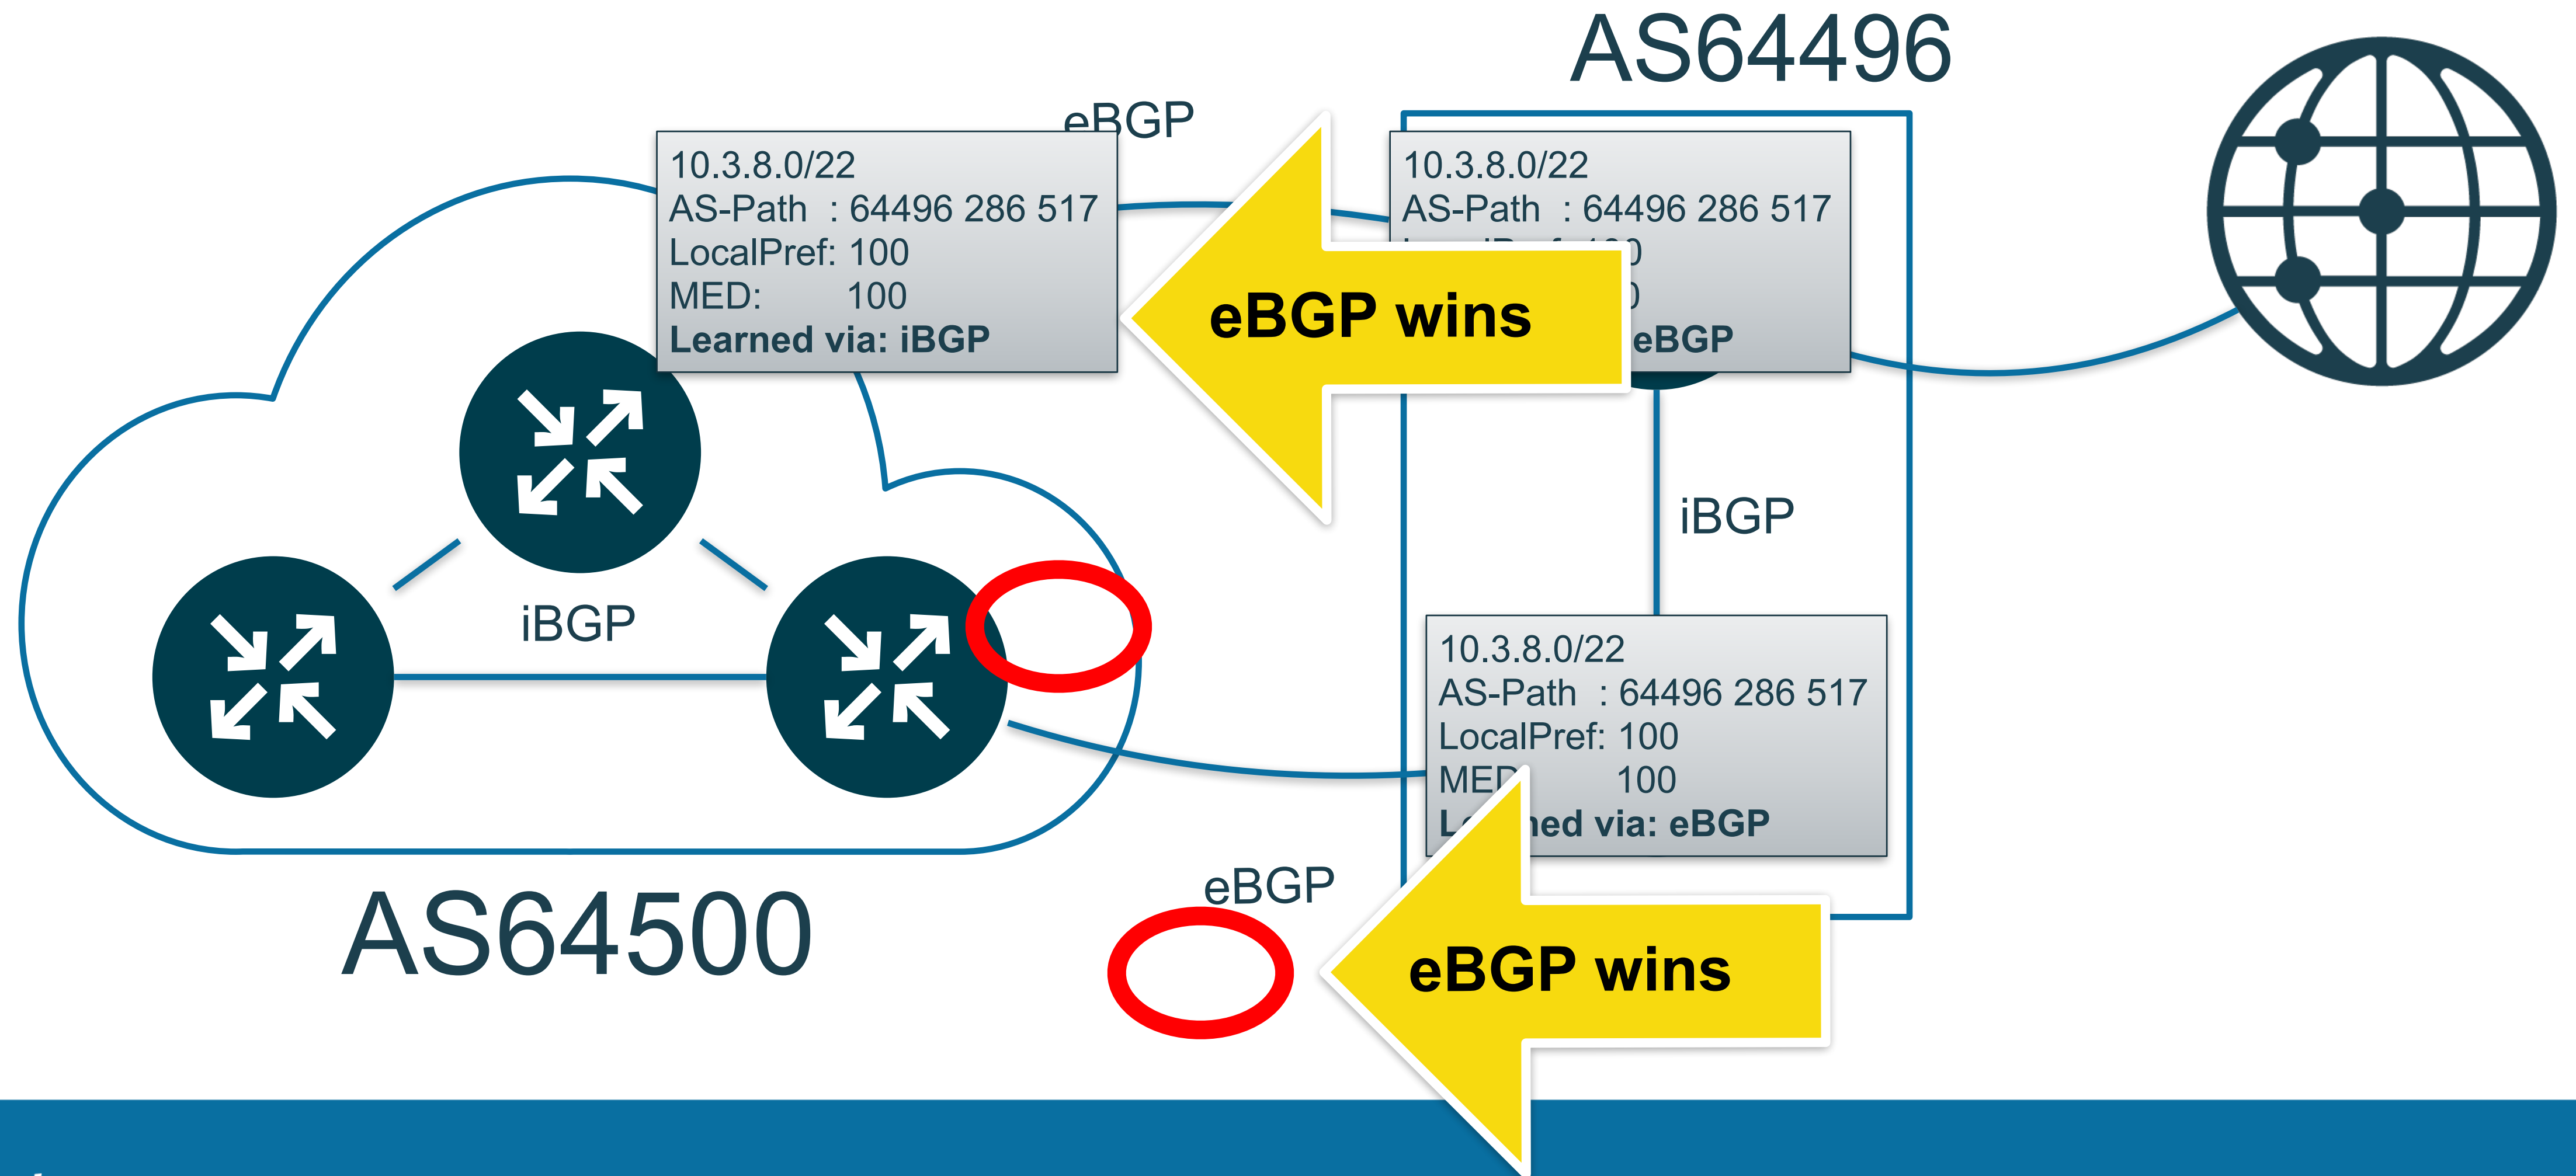 AS64496
eBGP
10.3.8.0/22
AS-Path : 64496 286 517
LocalPref: 100
MED: 100
Learned via: iBGP
10.3.8.0/22
AS-Path : 64496 286 517
eBGP
eBGP wins
iBGP
iBGP
10.3.8.0/22
AS-Path : 64496 286 517
LocalPref: 100
100
via: eBGP
eBGP
AS64500
eBGP wins